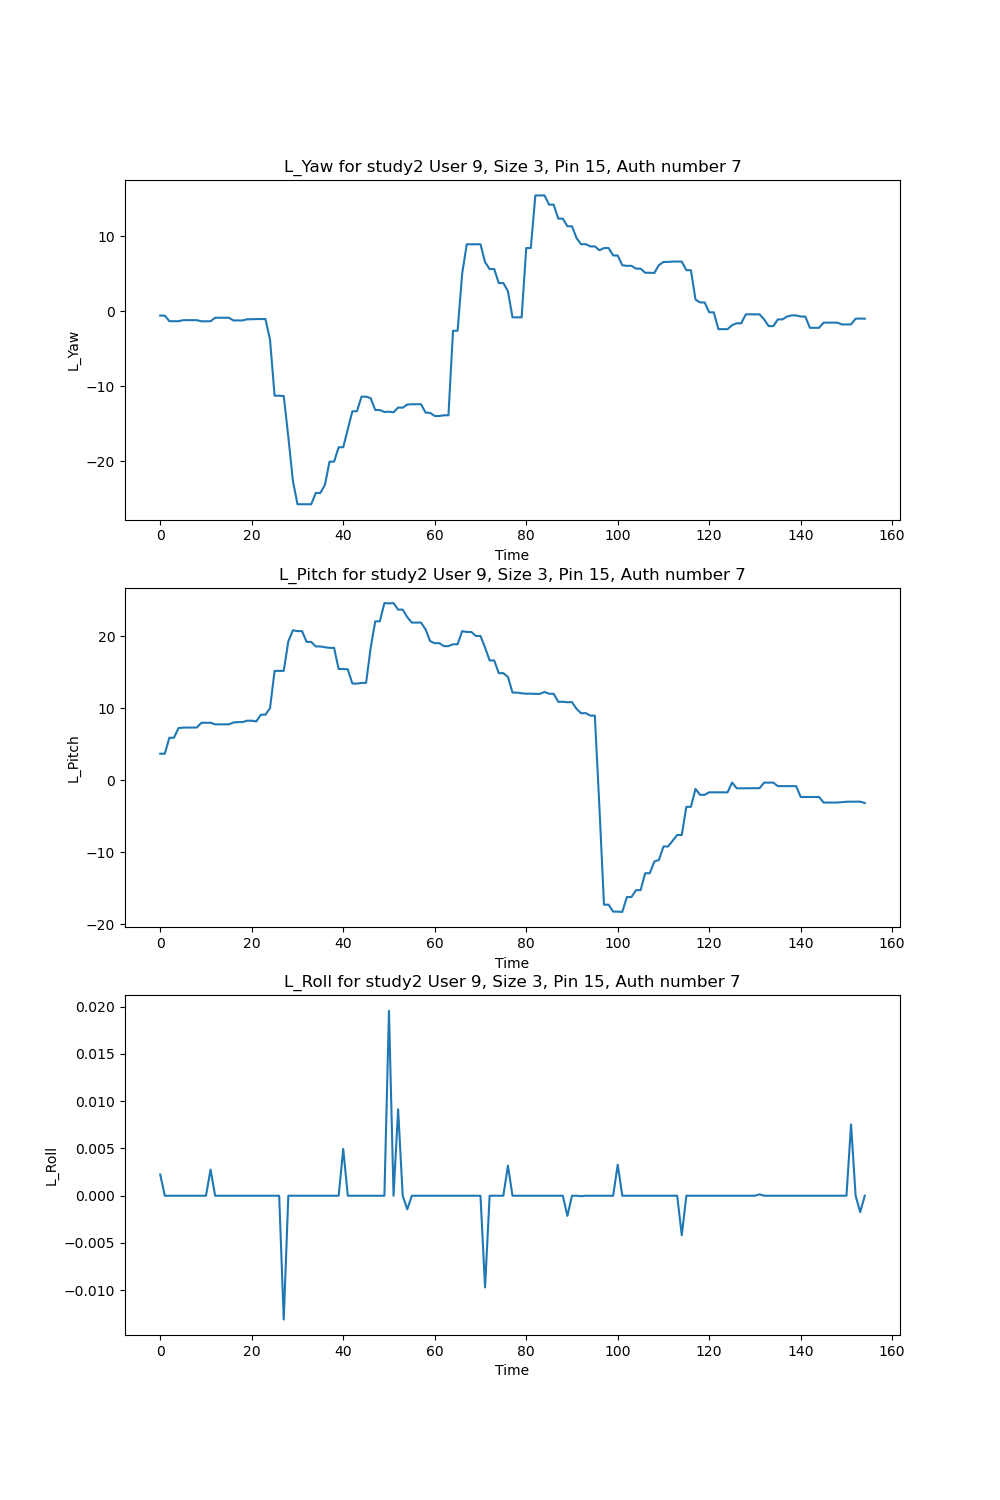 L_Yaw for study2 User 9, Size 3, Pin 15, Auth number 7
10
0
−10
−20
L_Yaw
0 20 40 60 80 100 120 140 160
Time
L_Pitch for study2 User 9, Size 3, Pin 15, Auth number 7
20
10
0
−10
−20
L_Pitch
0 20 40 60 80 100 120 140 160
Time
L_Roll for study2 User 9, Size 3, Pin 15, Auth number 7
0.020
0.015
0.010
0.005
0.000
−0.005
−0.010
L_Roll
0 20 40 60 80 100 120 140 160
Time